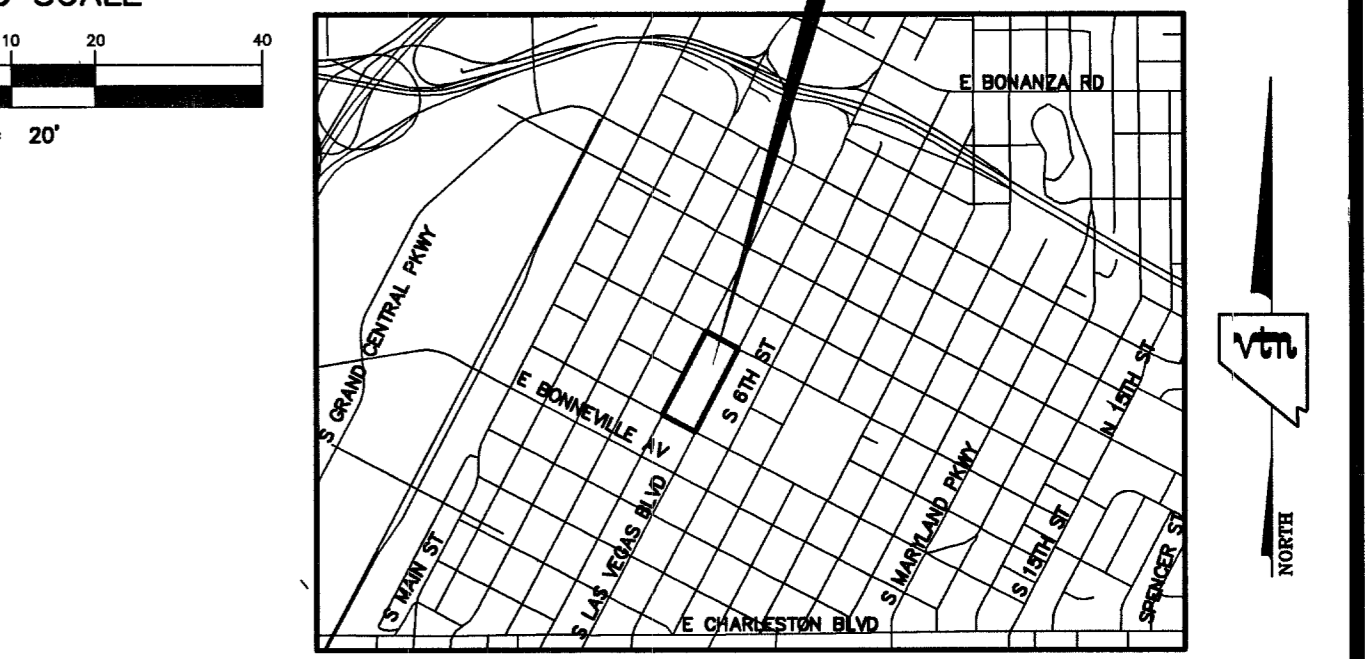 SCALE
10 20 40
= 20'
E BONANZA RD
S GRAND CENTRAL PKWY
E BONNEVILLE AV
S 6TH ST
N 15TH ST
S MAIN ST
S LAS VEGAS BLVD
S MARYLAND PKWY
S 15TH ST
SPENCER ST
E CHARLESTON BLVD
vtn
NORTH